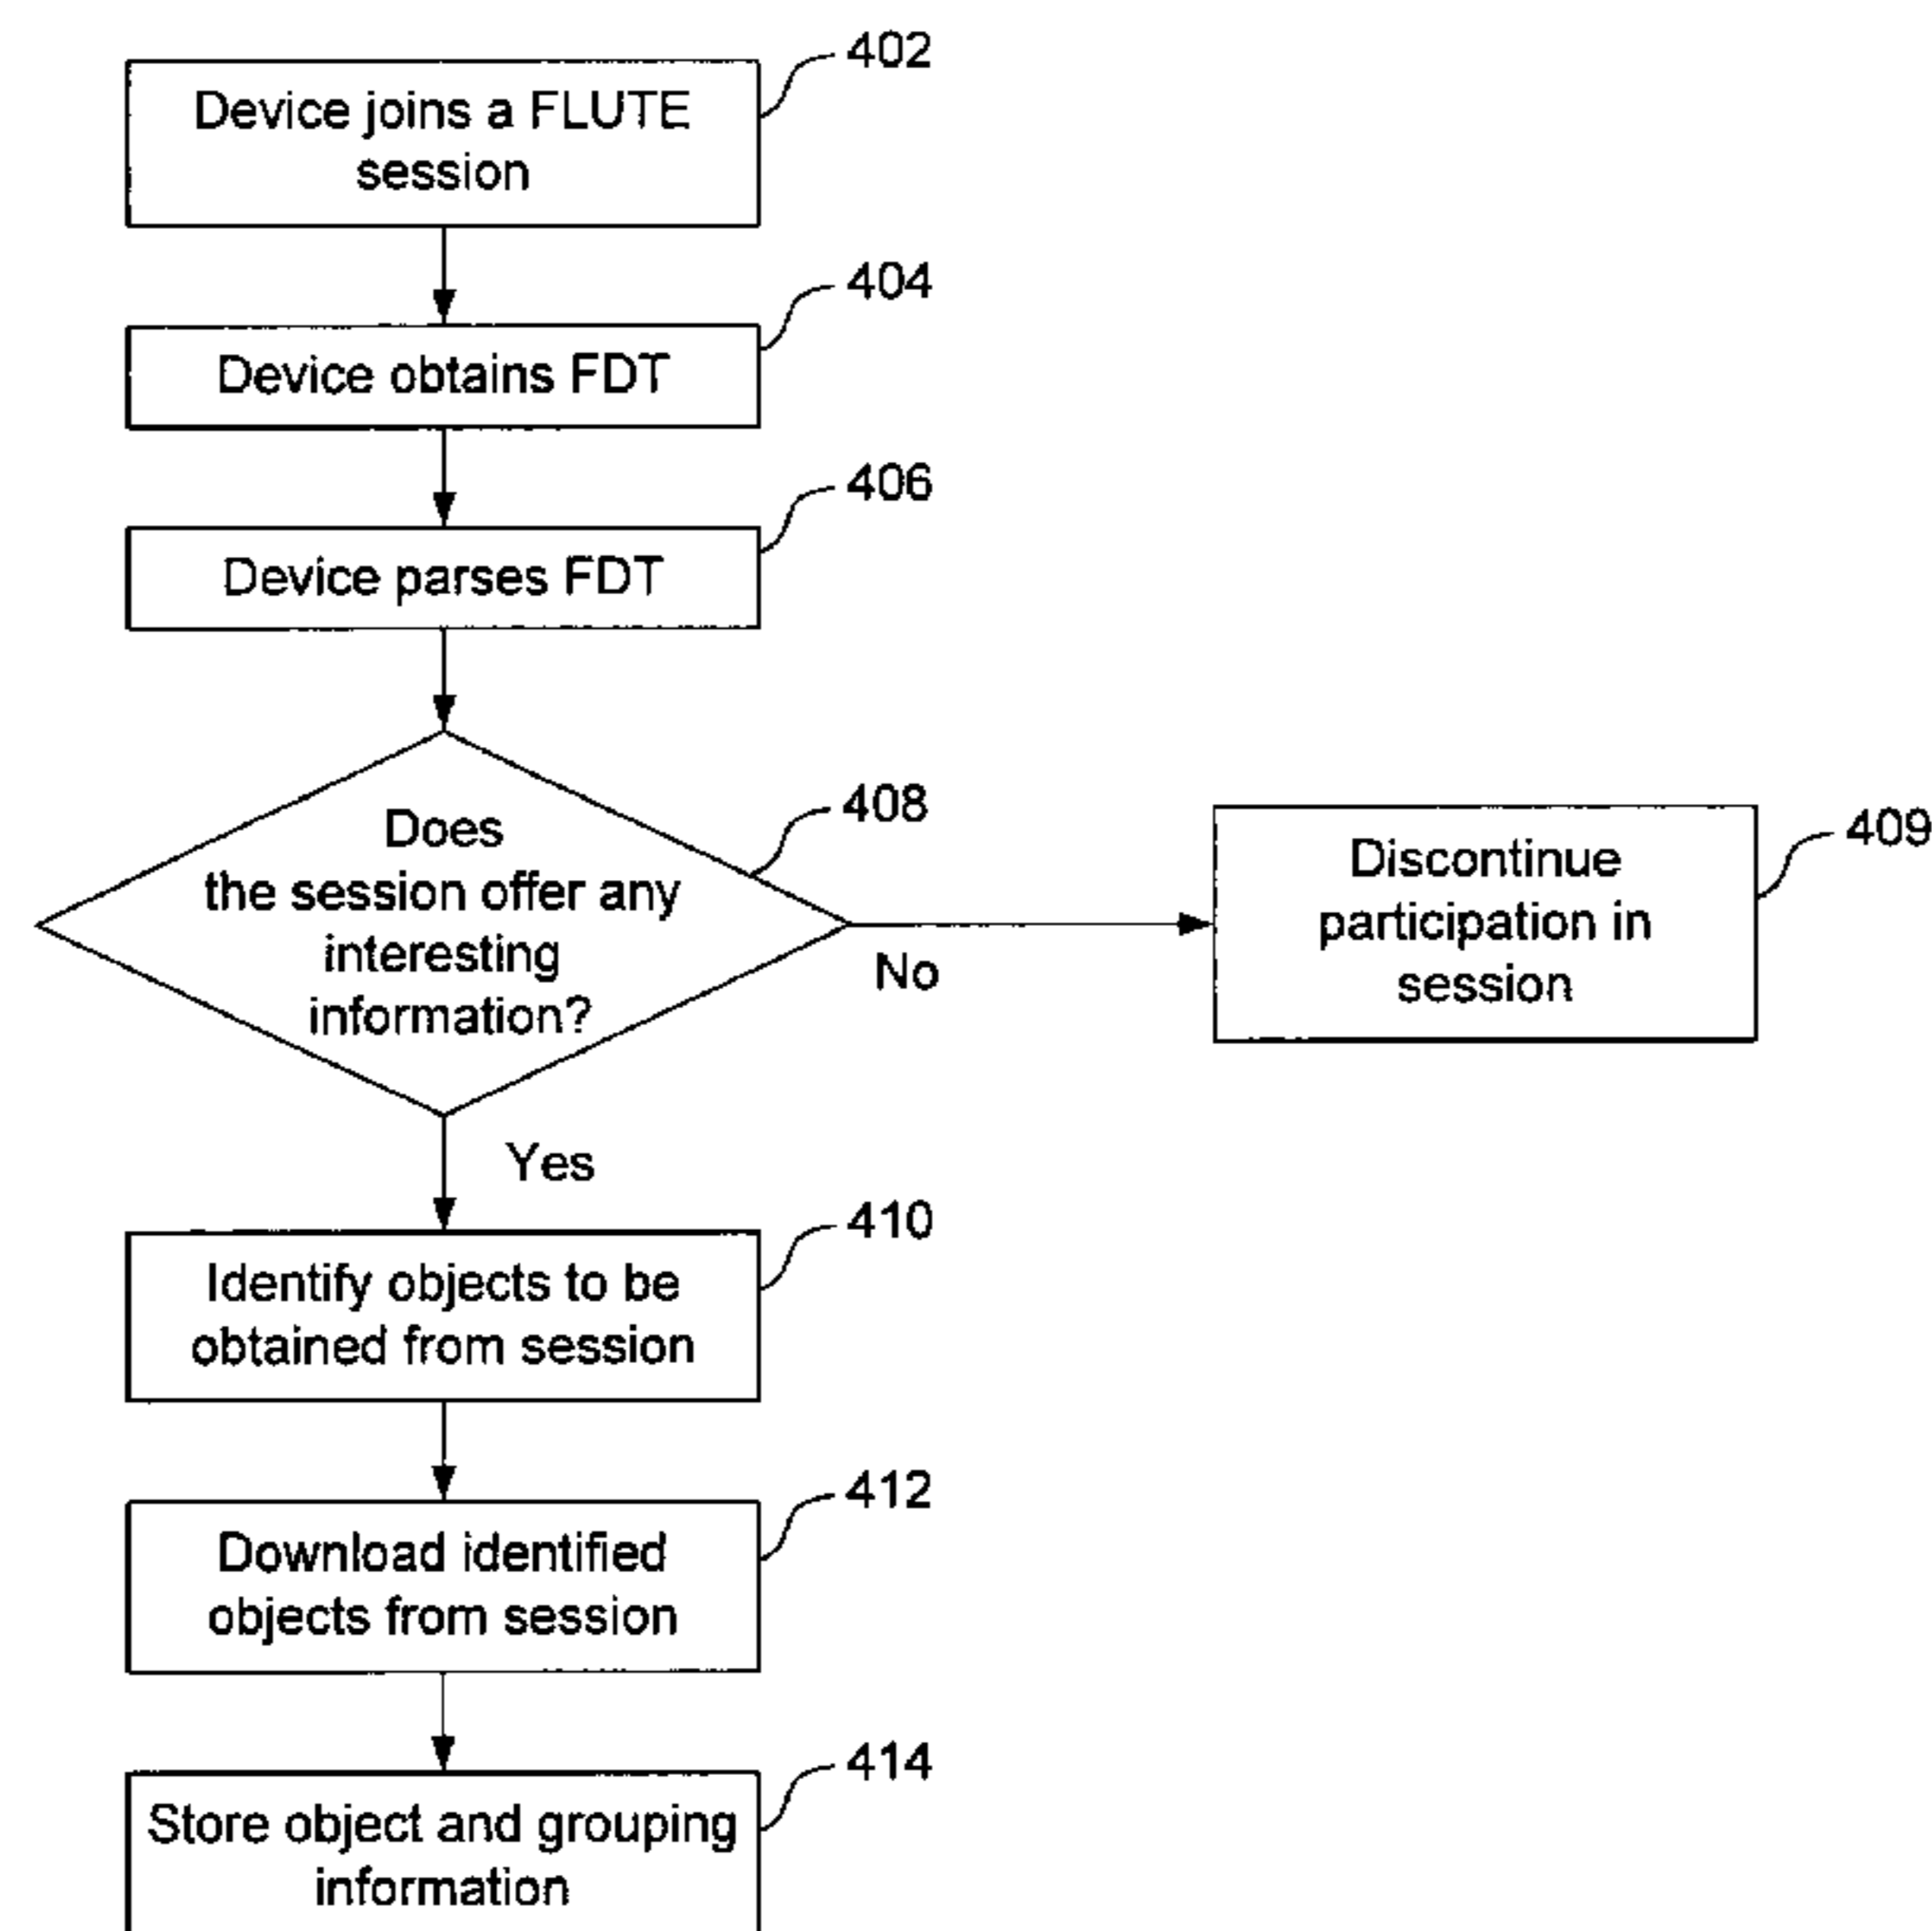 402
Device joins a FLUTE
session
404
Device obtains FDT
406
Device parses FDT
408
Does
the session offer any
interesting
information?
409
Discontinue
participation in
session
No
Yes
410
Identify objects to be
obtained from session
412
Download identified
objects from session
414
Store object and grouping
information